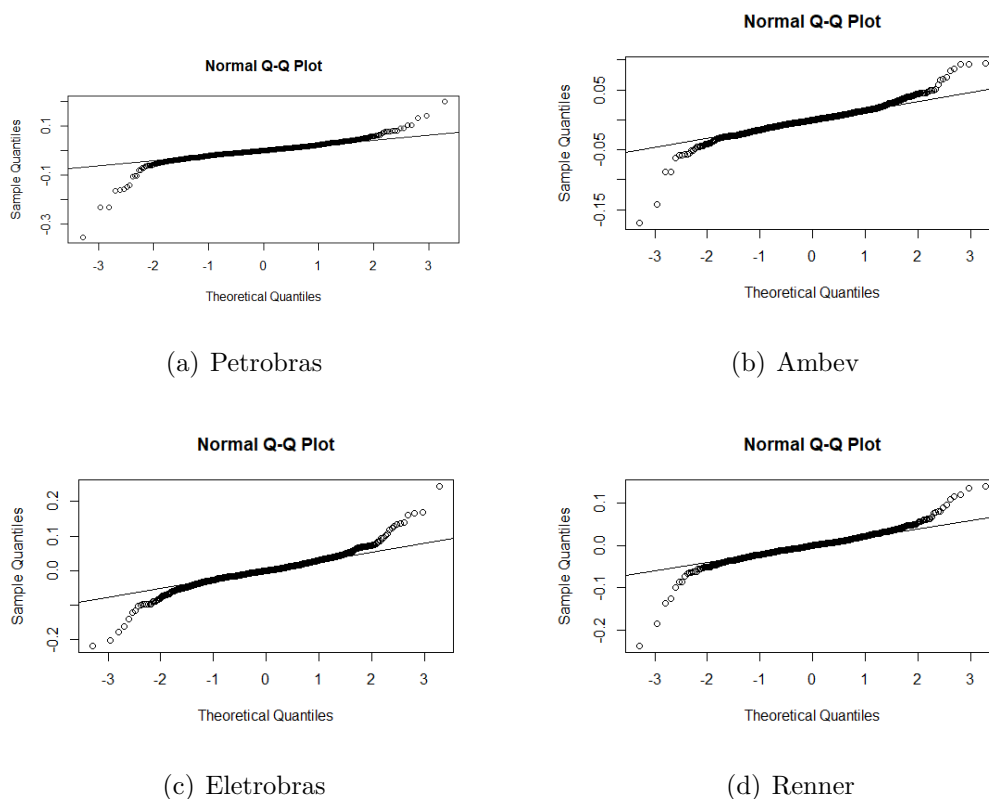 Normal Q-Q Plot
Sample Quantiles
0.1
-0.1
-0.3
-3 -2 -1 0 1 2 3
Theoretical Quantiles
(a) Petrobras
Normal Q-Q Plot
Sample Quantiles
0.05
-0.05
-0.15
-3 -2 -1 0 1 2 3
Theoretical Quantiles
(b) Ambev
Normal Q-Q Plot
Sample Quantiles
0.2
0.1
0.0
-0.2
-3 -2 -1 0 1 2 3
Theoretical Quantiles
(c) Eletrobras
Normal Q-Q Plot
Sample Quantiles
0.1
0.0
-0.1
-0.2
-3 -2 -1 0 1 2 3
Theoretical Quantiles
(d) Renner